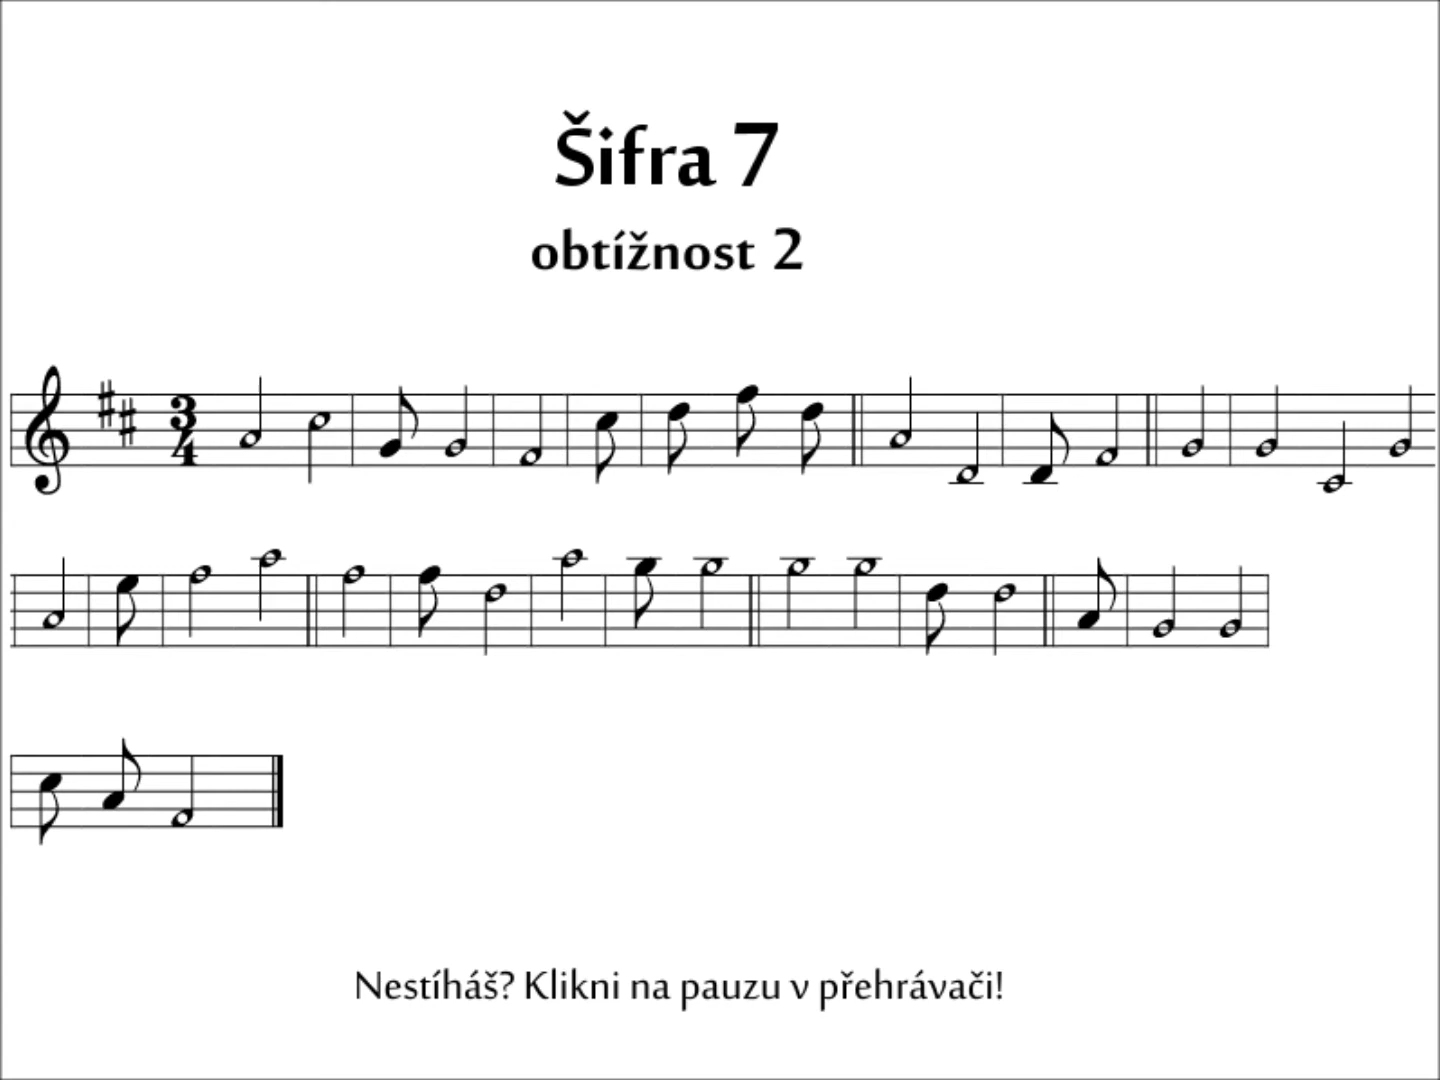 Šifra 7
obtížnost 2
3
4
Nestíháš? Klikni na pauzu v přehrávači!